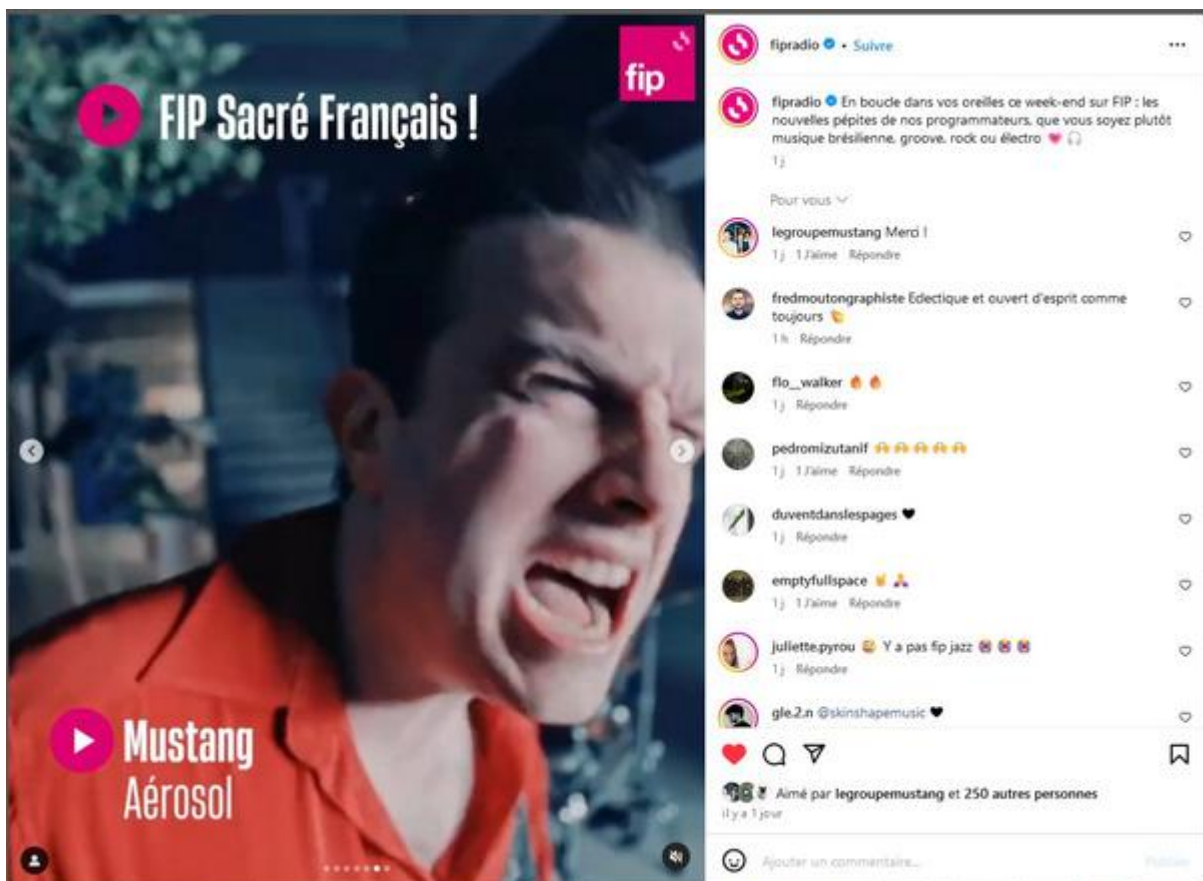 FIP Sacré Français !
fip
Mustang
Aérosol
fipradio • Suivre
fipradio En boucle dans vos oreilles ce week-end sur FIP : les
nouvelles pépites de nos programmateurs, que vous soyez plutôt
musique brésilienne, groove, rock ou électro
1 j
Pour vous
legroupemustang Merci !
1 j 1 J'aime Répondre
fredmoutongraphiste Eclectique et ouvert d'esprit comme
toujours
1 h Répondre
flo__walker
1 j Répondre
pedromizutanif
1 j 1 J'aime Répondre
duventdanslespages
1 j Répondre
emptyfullspace
1 j 1 J'aime Répondre
juliette.pyrou Y a pas fip jazz
1 j Répondre
gle.2.n @skinshapemusic
Aimé par legroupemustang et 250 autres personnes
il y a 1 jour
Ajouter un commentaire...
Publier